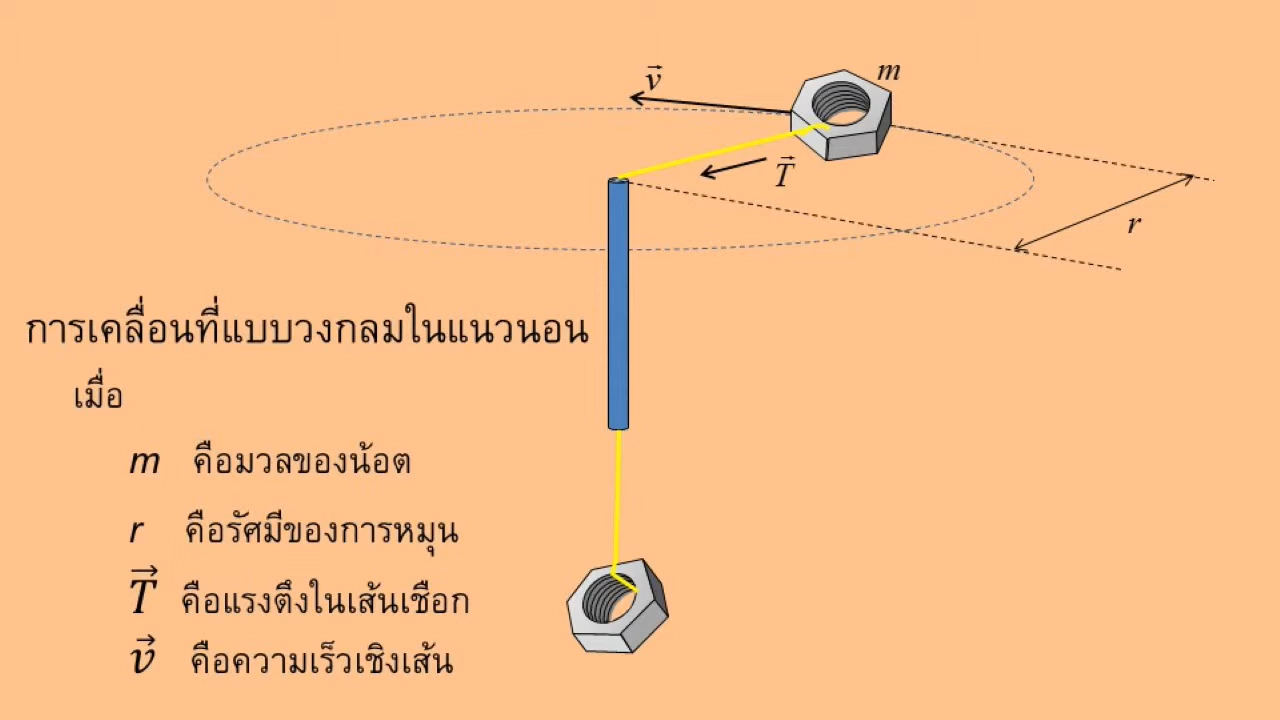 v⃗
m
T⃗
r
การเคลื่อนที่แบบวงกลมในแนวนอน
เมื่อ
m คือมวลของน้อต
r คือรัศมีของการหมุน
T⃗ คือแรงตึงในเส้นเชือก
v⃗ คือความเร็วเชิงเส้น